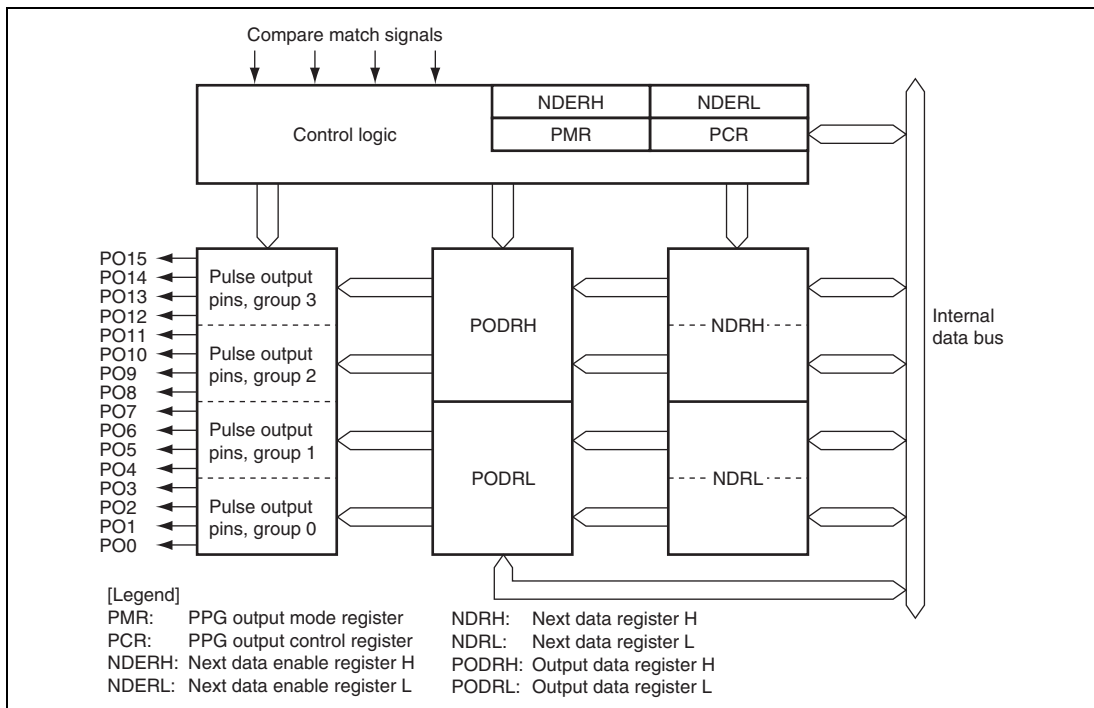 Compare match signals
NDERH
NDERL
Control logic
PMR
PCR
PO15
PO14
PO13
PO12
PO11
PO10
PO9
PO8
PO7
PO6
PO5
PO4
PO3
PO2
PO1
PO0
Pulse output
pins, group 3
Pulse output
pins, group 2
Pulse output
pins, group 1
Pulse output
pins, group 0
PODRH
PODRL
NDRH
NDRL
Internal
data bus
[Legend]
PMR: PPG output mode register
PCR: PPG output control register
NDERH: Next data enable register H
NDERL: Next data enable register L
NDRH: Next data register H
NDRL: Next data register L
PODRH: Output data register H
PODRL: Output data register L